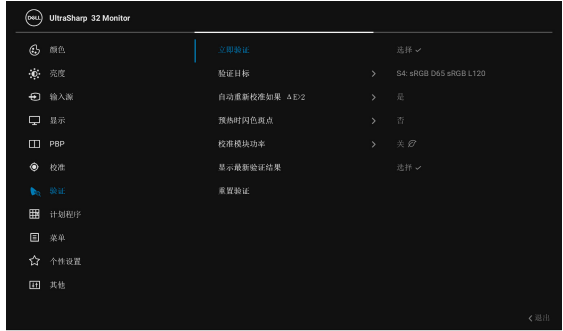 DELL UltraSharp 32 Monitor
颜色 立即验证 选择
亮度 验证目标 S4: sRGB D65 sRGB L120
输入源 自动重新校准如果 ΔE>2 是
显示 预热时闪色斑点 否
PBP 校准模块功率 关
校准 显示最新验证结果 选择
验证 重置验证
计划程序
菜单
个性设置
其他
退出